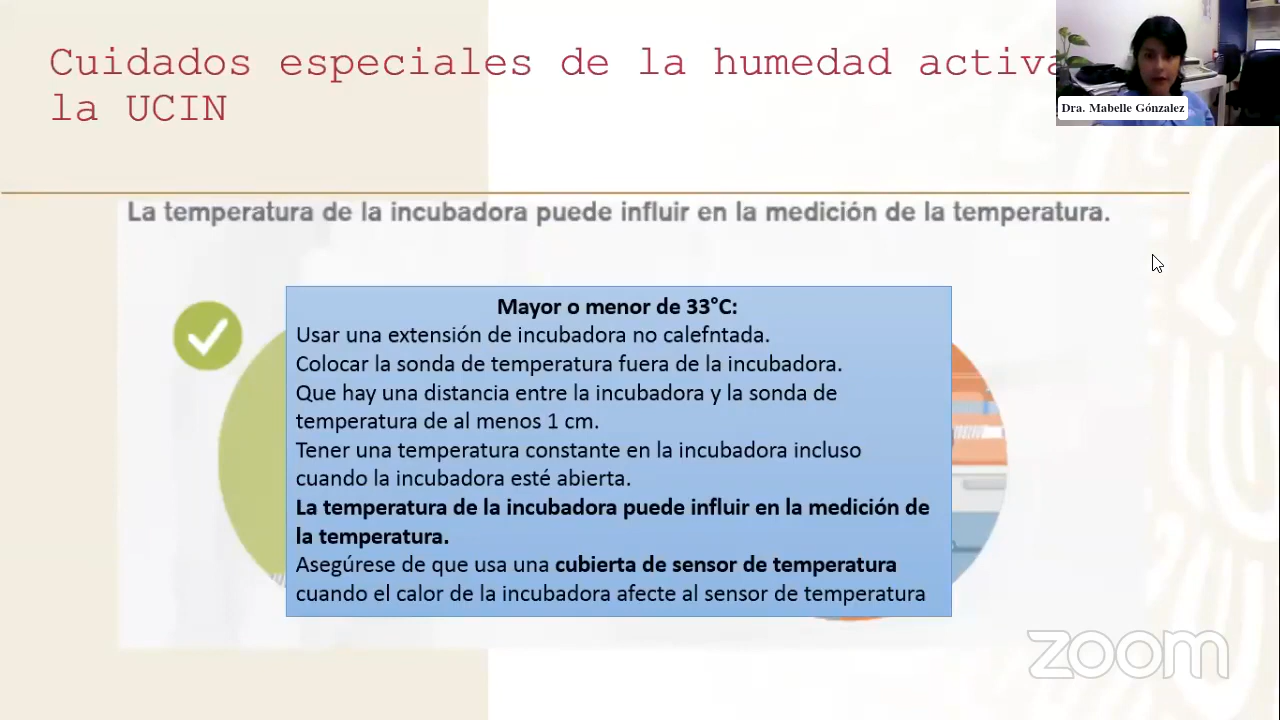 Cuidados especiales de la humedad activa
la UCIN
Dra. Mabelle Gónzalez
La temperatura de la incubadora puede influir en la medición de la temperatura.
Mayor o menor de 33°C:
Usar una extensión de incubadora no calefntada.
Colocar la sonda de temperatura fuera de la incubadora.
Que hay una distancia entre la incubadora y la sonda de
temperatura de al menos 1 cm.
Tener una temperatura constante en la incubadora incluso
cuando la incubadora esté abierta.
La temperatura de la incubadora puede influir en la medición de
la temperatura.
Asegúrese de que usa una cubierta de sensor de temperatura
cuando el calor de la incubadora afecte al sensor de temperatura
zoom